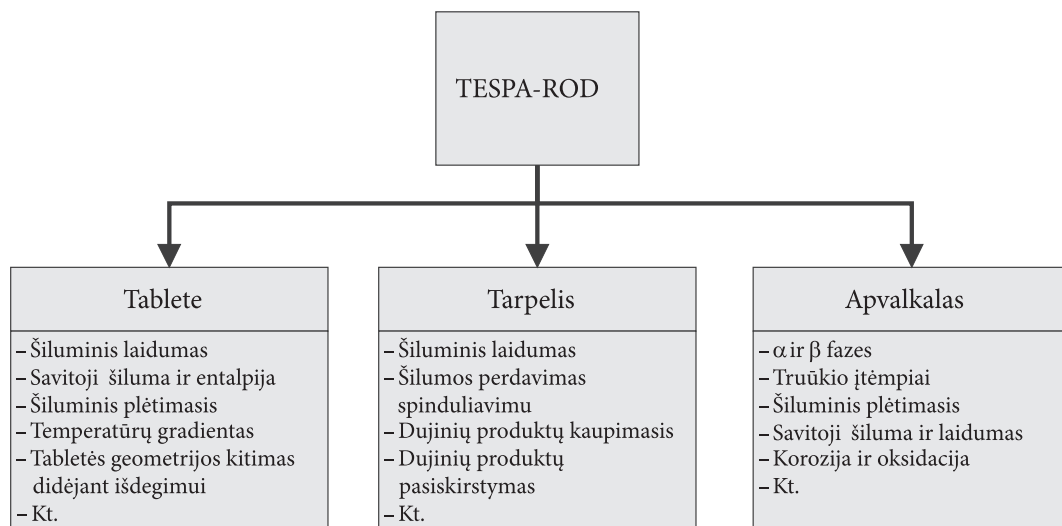 TESPA-ROD
Tablete
– Šiluminis laidumas
– Savitoji šiluma ir entalpija
– Šiluminis plėtimasis
– Temperatūrų gradientas
– Tabletės geometrijos kitimas
didėjant išdegimui
– Kt.
Tarpelis
– Šiluminis laidumas
– Šilumos perdavimas
spinduliavimu
– Dujinių produktų kaupimasis
– Dujinių produktų
pasiskirstymas
– Kt.
Apvalkalas
– α ir β fazes
– Truūkio įtėmpiai
– Šiluminis plėtimasis
– Savitoji šiluma ir laidumas
– Korozija ir oksidacija
– Kt.